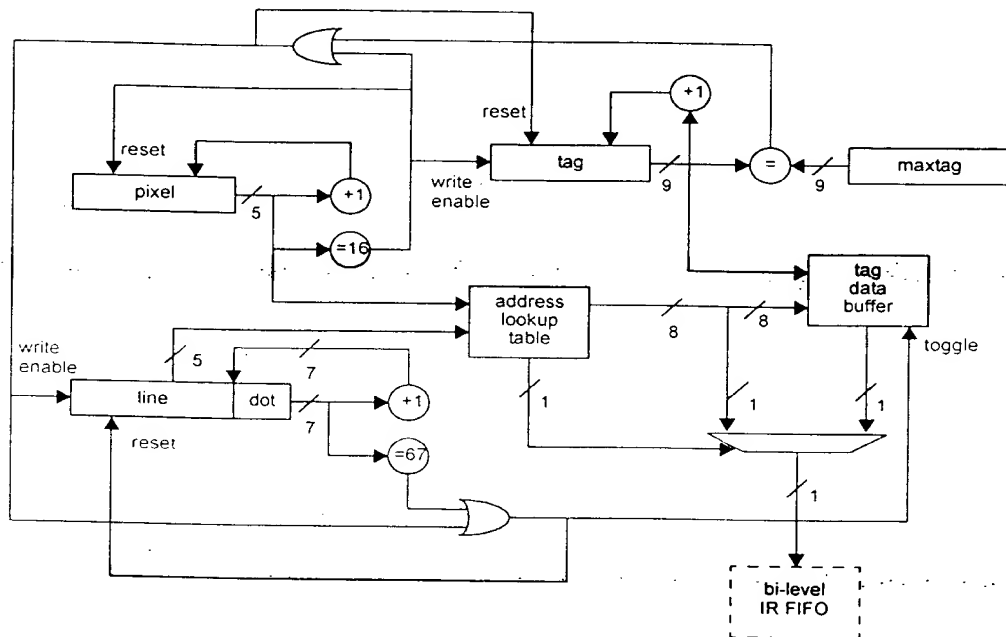 +1
reset
tag
=
maxtag
9
9
reset
write
enable
pixel
5
+1
=16
address
lookup
table
8
8
tag
data
buffer
toggle
write
enable
5
7
line
dot
7
+1
1
1
1
reset
=67
1
bi-level
IR FIFO